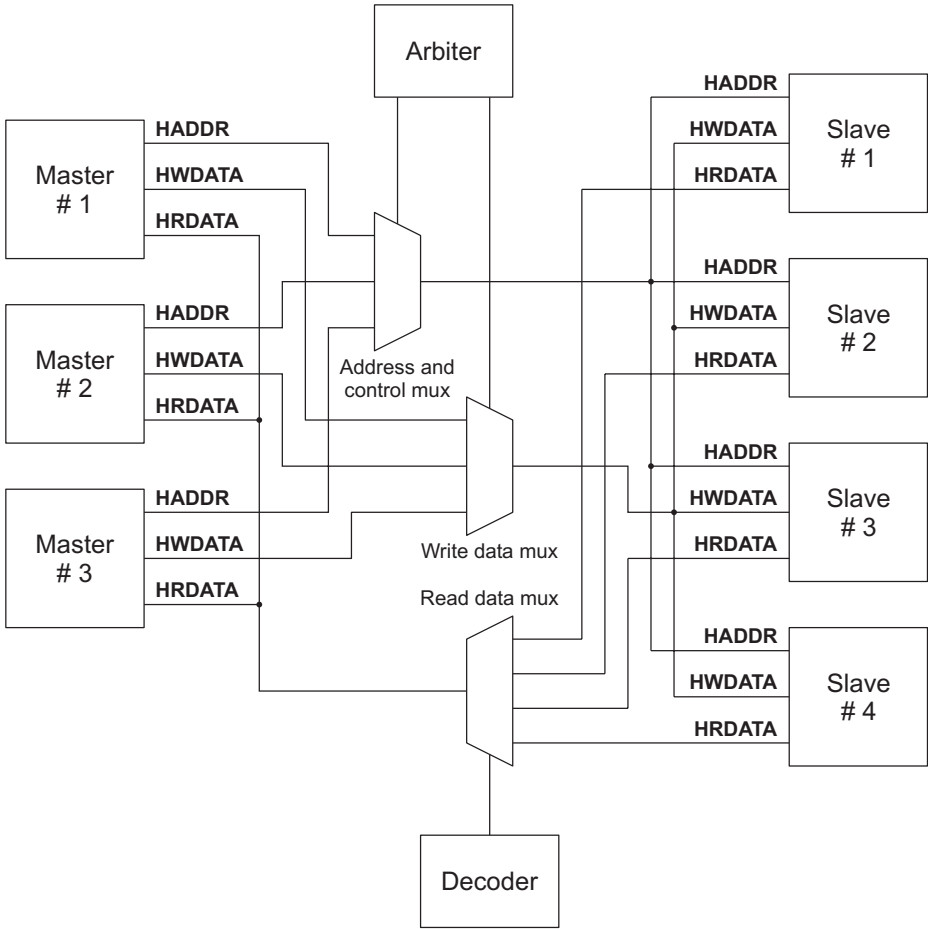 Arbiter
Master
# 1
HADDR
HWDATA
HRDATA
Master
# 2
HADDR
HWDATA
HRDATA
Master
# 3
HADDR
HWDATA
HRDATA
Address and
control mux
Write data mux
Read data mux
HADDR
HWDATA
HRDATA
Slave
# 1
HADDR
HWDATA
HRDATA
Slave
# 2
HADDR
HWDATA
HRDATA
Slave
# 3
HADDR
HWDATA
HRDATA
Slave
# 4
Decoder